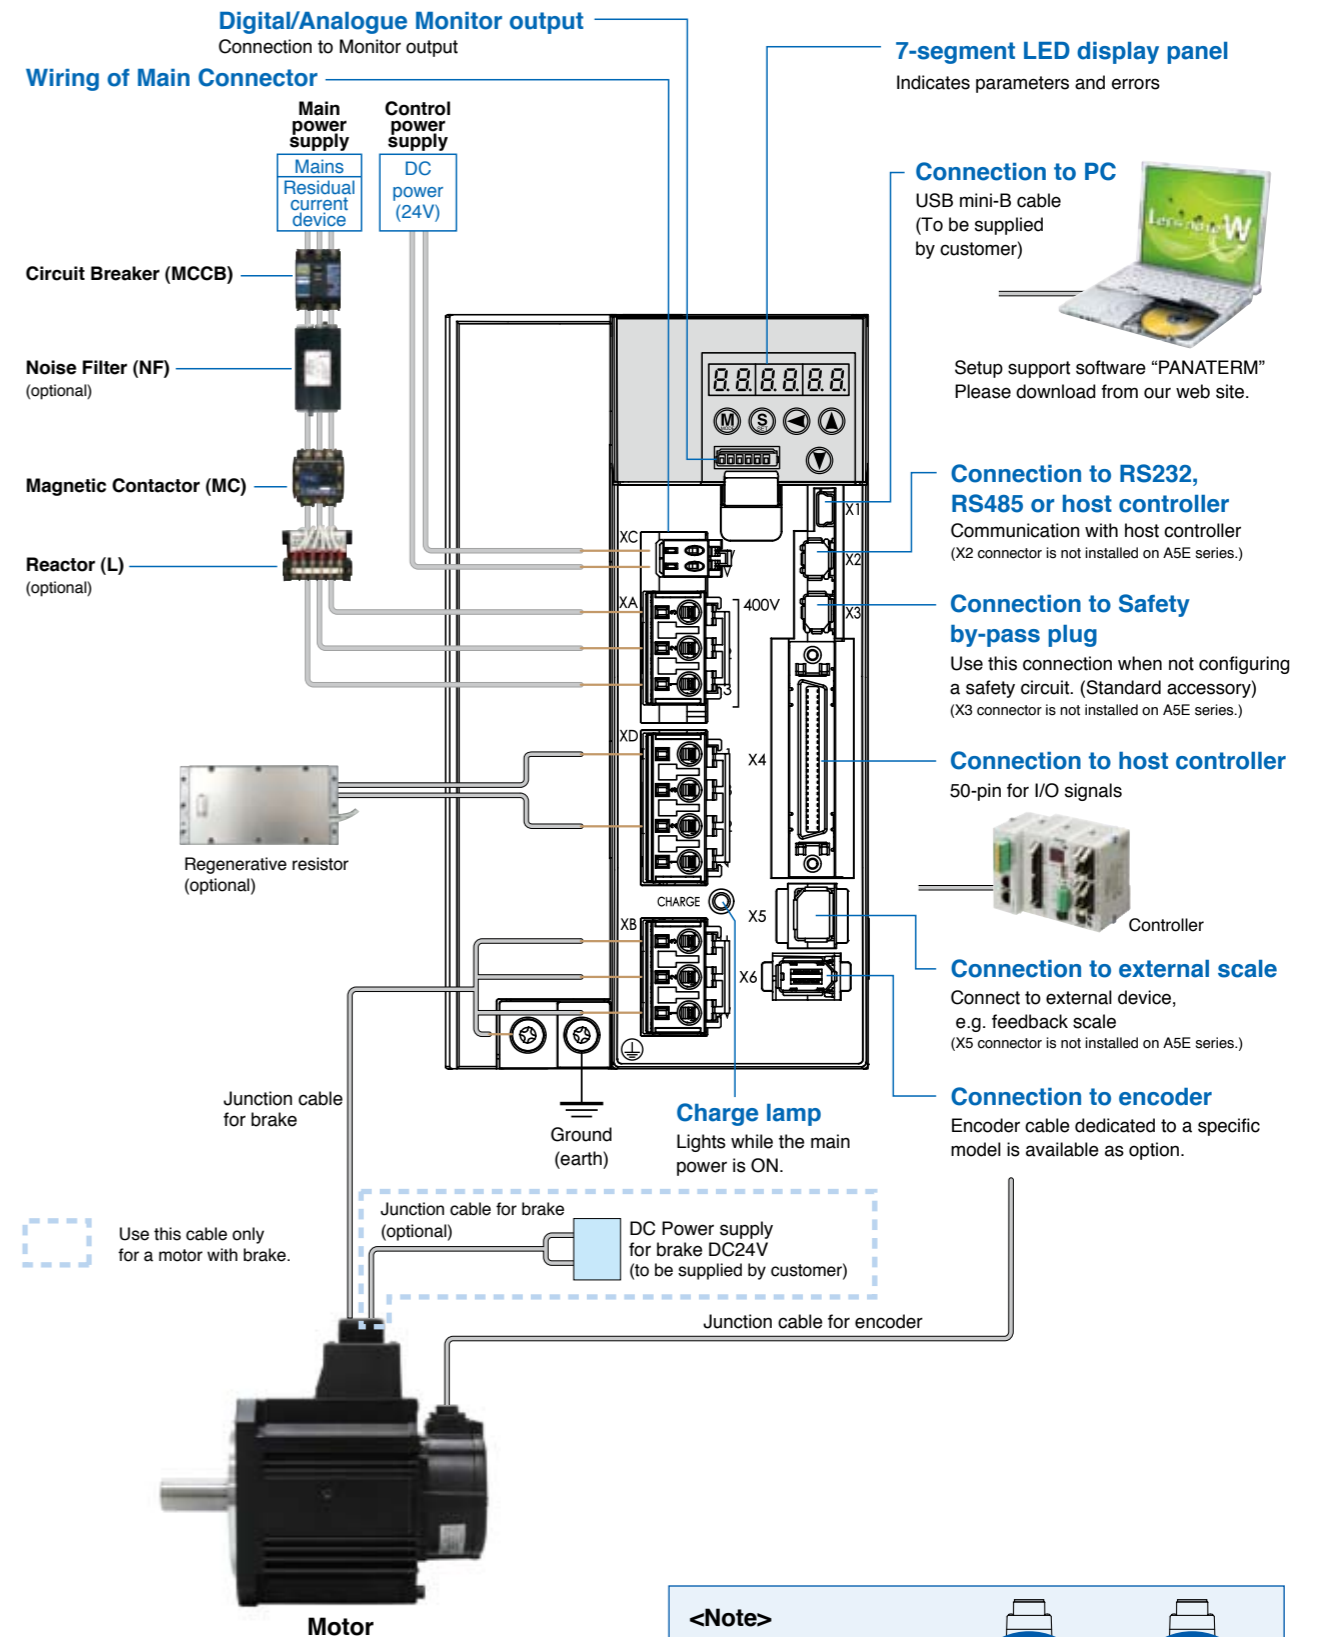 Digital/Analogue Monitor output
Connection to Monitor output
Wiring of Main Connector
7-segment LED display panel
Indicates parameters and errors
Main
power
supply
Control
power
supply
Mains
Residual
current
device
DC
power
(24V)
Connection to PC
USB mini-B cable
(To be supplied
by customer)
Let's note W
Circuit Breaker (MCCB)
Noise Filter (NF)
(optional)
Setup support software “PANATERM”
Please download from our web site.
8.8.8.8.8.8.
M
S
SET
Magnetic Contactor (MC)
Connection to RS232,
RS485 or host controller
Communication with host controller
(X2 connector is not installed on A5E series.)
X1
XC
X2
Reactor (L)
(optional)
XA
400V
X3
Connection to Safety
by-pass plug
Use this connection when not configuring
a safety circuit. (Standard accessory)
(X3 connector is not installed on A5E series.)
3
XD
X4
Connection to host controller
50-pin for I/O signals
Regenerative resistor
(optional)
CHARGE
X5
XB
Controller
X6
Connection to external scale
Connect to external device,
e.g. feedback scale
(X5 connector is not installed on A5E series.)
Junction cable
for brake
Ground
(earth)
Charge lamp
Lights while the main
power is ON.
Connection to encoder
Encoder cable dedicated to a specific
model is available as option.
Use this cable only
for a motor with brake.
Junction cable for brake
(optional)
DC Power supply
for brake DC24V
(to be supplied by customer)
Junction cable for encoder
Motor
<Note>